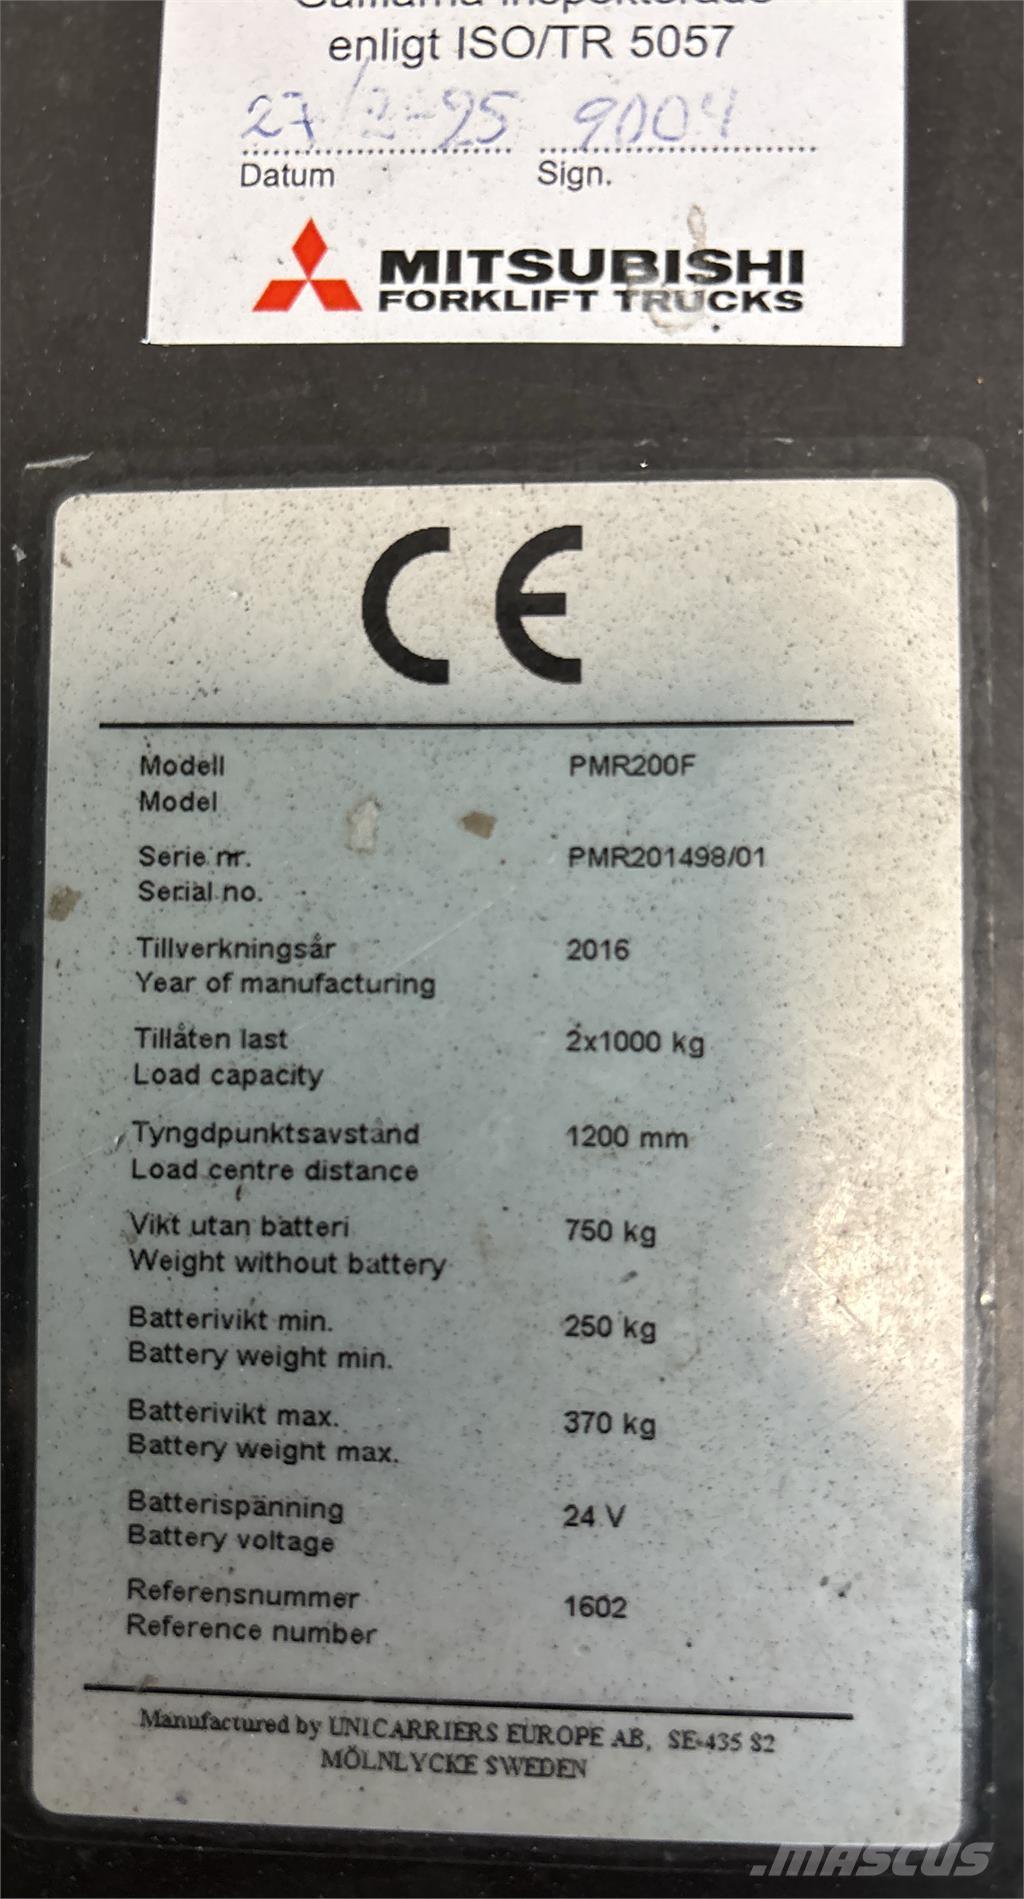 Gafflarna inspekterade
enligt ISO/TR 5057
27/2-25 9004
Datum Sign.
MITSUBISHI
FORKLIFT TRUCKS
CE
Modell PMR200F
Model
Serie nr. PMR201498/01
Serial no.
Tillverkningsår 2016
Year of manufacturing
Tillåten last 2x1000 kg
Load capacity
Tyngdpunktsavstånd 1200 mm
Load centre distance
Vikt utan batteri 750 kg
Weight without battery
Batterivikt min. 250 kg
Battery weight min.
Batterivikt max. 370 kg
Battery weight max.
Batterispänning 24 V
Battery voltage
Referensnummer 1602
Reference number
Manufactured by UNICARRIERS EUROPE AB, SE-435 S2
MÖLNLYCKE SWEDEN
.MASCUS